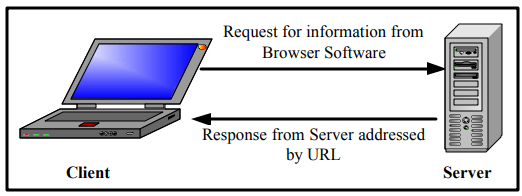 Request for information from
Browser Software
Response from Server addressed
by URL
Client
Server